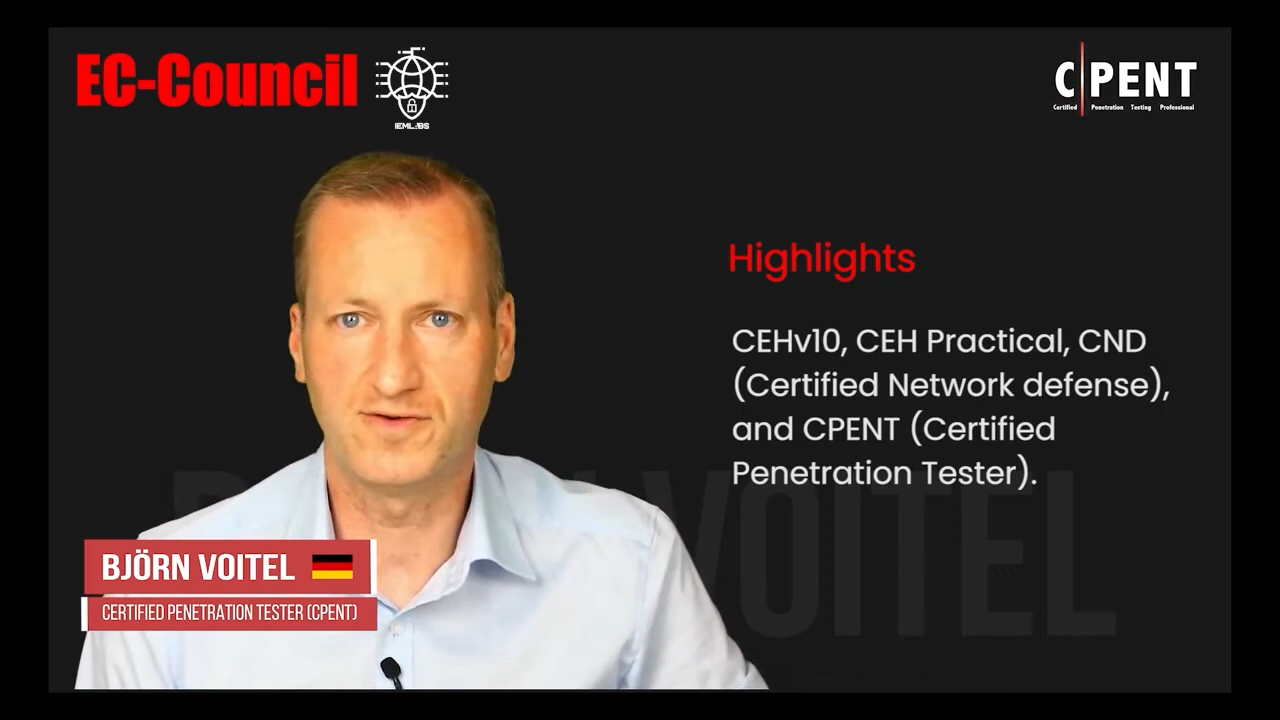 EC-Council
IEMLABS
C|PENT
Certified Penetration Testing Professional
Highlights
CEHv10, CEH Practical, CND
(Certified Network defense),
and CPENT (Certified
Penetration Tester).
VOITEL
BJÖRN VOITEL
CERTIFIED PENETRATION TESTER (CPENT)